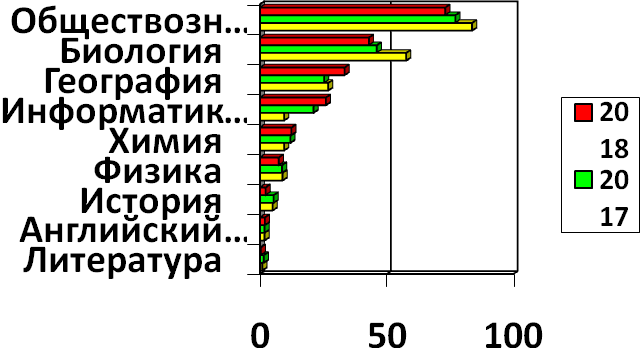 Обществозн...
Биология
География
Информатик...
Химия
Физика
История
Английский...
Литература
0 50 100
20
18
20
17